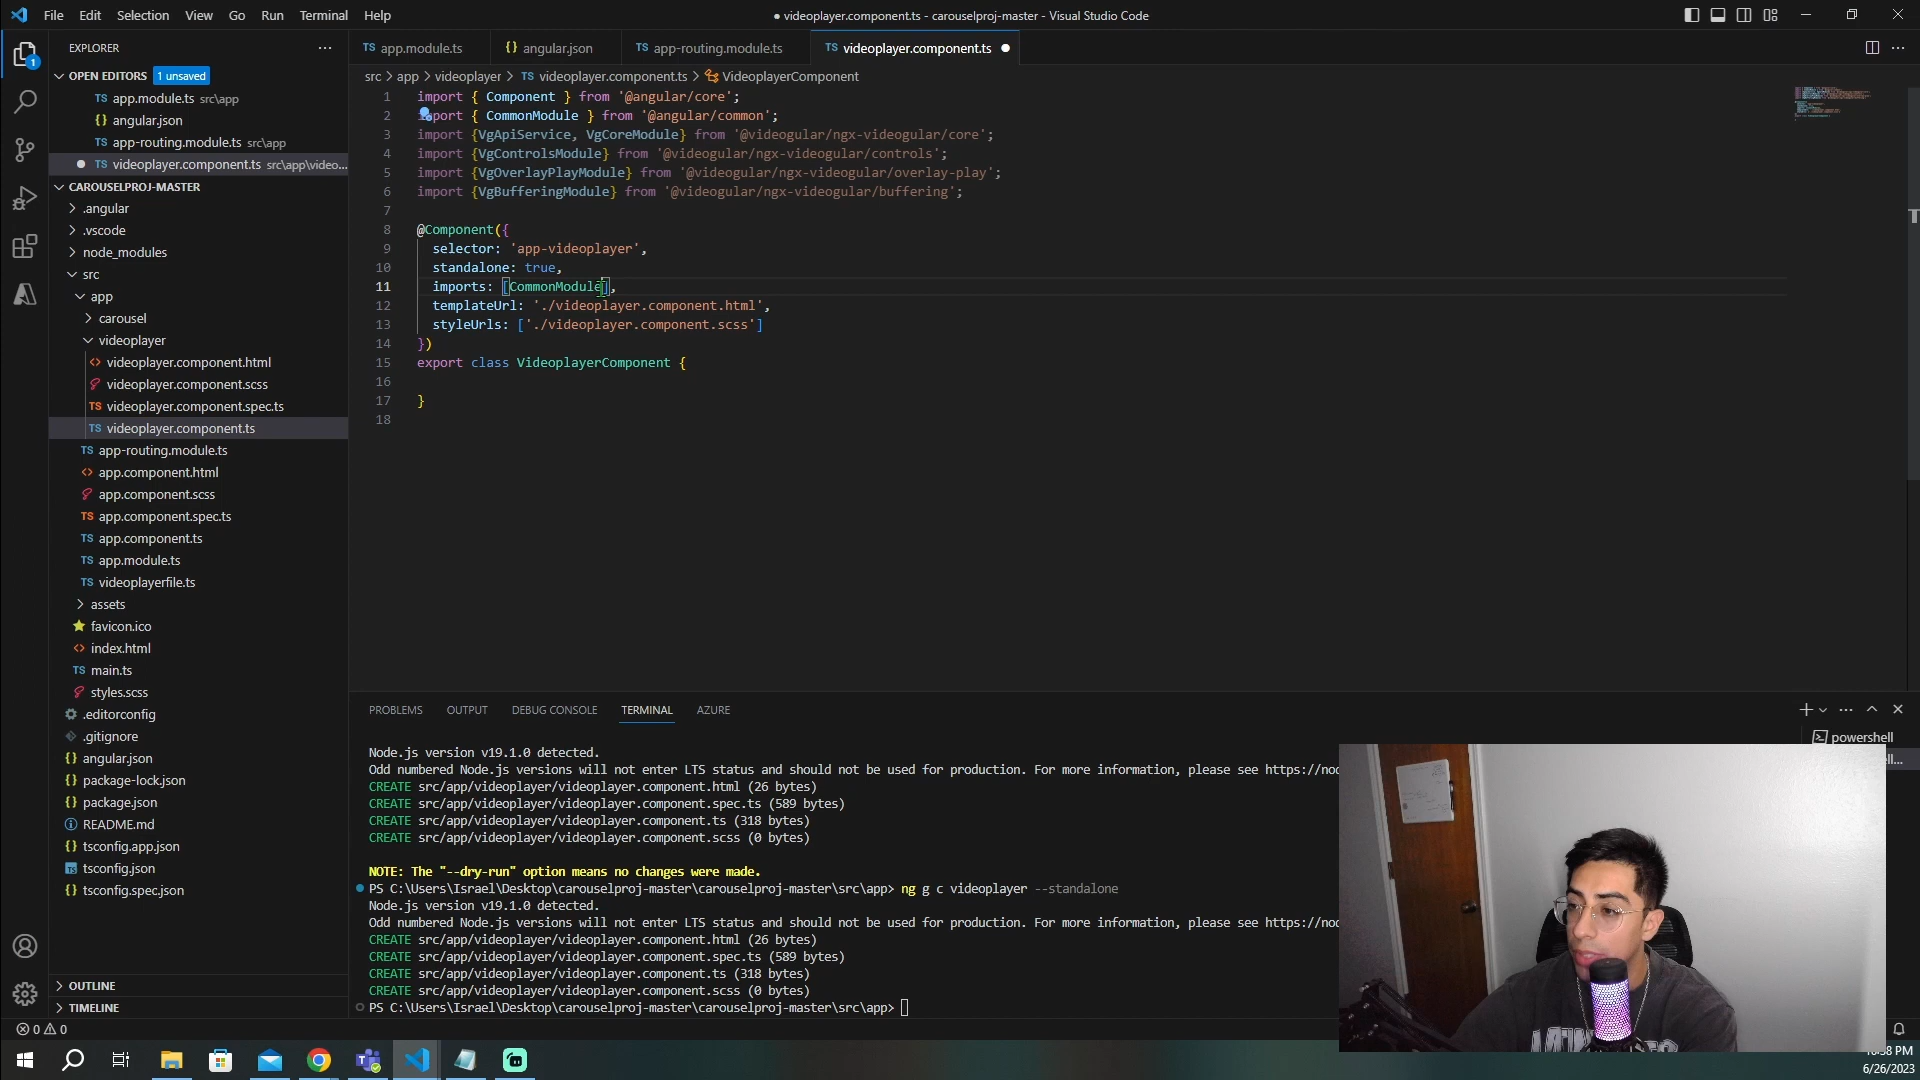 File Edit Selection View Go Run Terminal Help
● videoplayer.component.ts - carouselproj-master - Visual Studio Code
EXPLORER
OPEN EDITORS 1 unsaved
TS app.module.ts src\app
{} angular.json
TS app-routing.module.ts src\app
● TS videoplayer.component.ts src\app\video...
CAROUSELPROJ-MASTER
.angular
.vscode
node_modules
src
app
carousel
videoplayer
videoplayer.component.html
videoplayer.component.scss
TS videoplayer.component.spec.ts
TS videoplayer.component.ts
TS app-routing.module.ts
app.component.html
app.component.scss
TS app.component.spec.ts
TS app.component.ts
TS app.module.ts
TS videoplayerfile.ts
assets
favicon.ico
index.html
TS main.ts
styles.scss
.editorconfig
.gitignore
{} angular.json
{} package-lock.json
{} package.json
README.md
{} tsconfig.app.json
tsconfig.json
{} tsconfig.spec.json
OUTLINE
TIMELINE
TS app.module.ts {} angular.json TS app-routing.module.ts TS videoplayer.component.ts ●
src > app > videoplayer > TS videoplayer.component.ts > VideoplayerComponent
1 import { Component } from '@angular/core';
2 import { CommonModule } from '@angular/common';
3 import {VgApiService, VgCoreModule} from '@videogular/ngx-videogular/core';
4 import {VgControlsModule} from '@videogular/ngx-videogular/controls';
5 import {VgOverlayPlayModule} from '@videogular/ngx-videogular/overlay-play';
6 import {VgBufferingModule} from '@videogular/ngx-videogular/buffering';
7
8 @Component({
9 selector: 'app-videoplayer',
10 standalone: true,
11 imports: [CommonModule],
12 templateUrl: './videoplayer.component.html',
13 styleUrls: ['./videoplayer.component.scss']
14 })
15 export class VideoplayerComponent {
16
17 }
18
PROBLEMS OUTPUT DEBUG CONSOLE TERMINAL AZURE
powershell
Node.js version v19.1.0 detected.
Odd numbered Node.js versions will not enter LTS status and should not be used for production. For more information, please see https://nod
CREATE src/app/videoplayer/videoplayer.component.html (26 bytes)
CREATE src/app/videoplayer/videoplayer.component.spec.ts (589 bytes)
CREATE src/app/videoplayer/videoplayer.component.ts (318 bytes)
CREATE src/app/videoplayer/videoplayer.component.scss (0 bytes)
NOTE: The "--dry-run" option means no changes were made.
PS C:\Users\Israel\Desktop\carouselproj-master\carouselproj-master\src\app> ng g c videoplayer --standalone
Node.js version v19.1.0 detected.
Odd numbered Node.js versions will not enter LTS status and should not be used for production. For more information, please see https://nod
CREATE src/app/videoplayer/videoplayer.component.html (26 bytes)
CREATE src/app/videoplayer/videoplayer.component.spec.ts (589 bytes)
CREATE src/app/videoplayer/videoplayer.component.ts (318 bytes)
CREATE src/app/videoplayer/videoplayer.component.scss (0 bytes)
PS C:\Users\Israel\Desktop\carouselproj-master\carouselproj-master\src\app>
0 0
6/26/2023